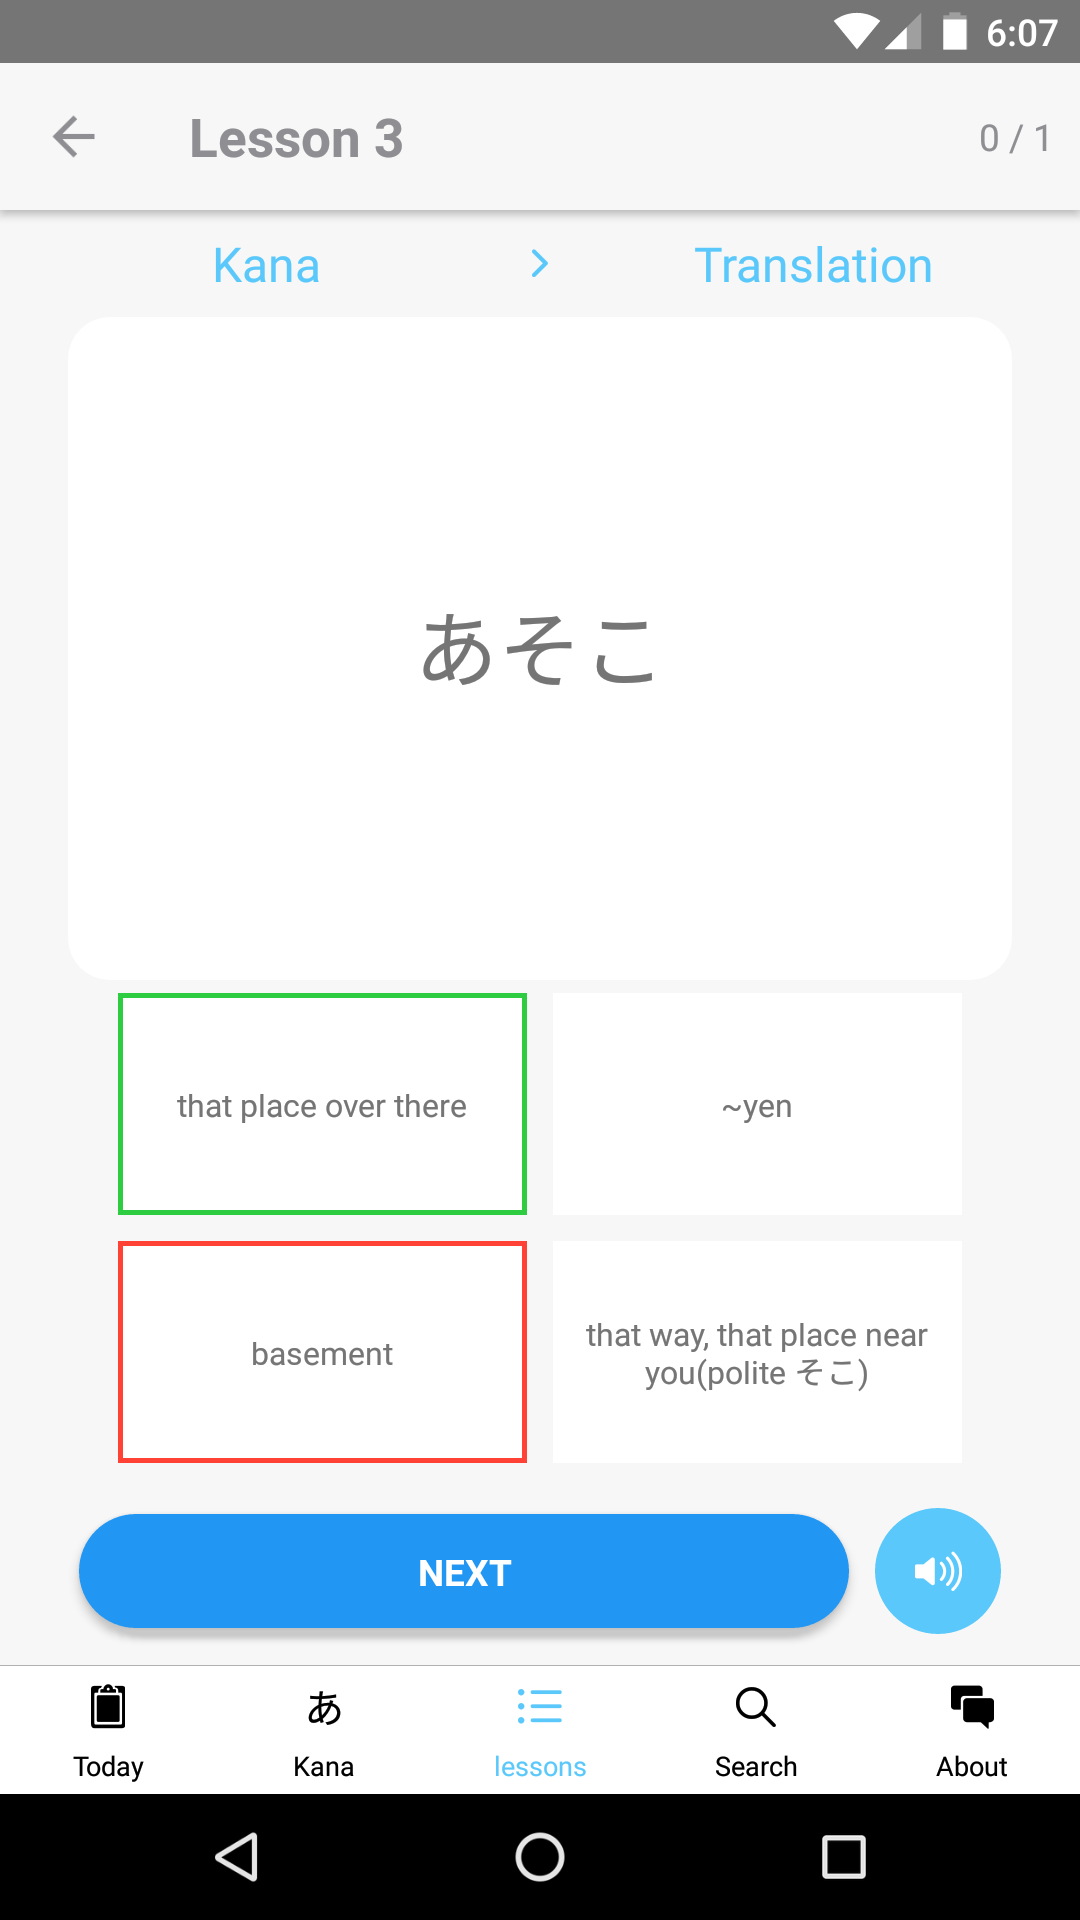 6:07
Lesson 3
0 / 1
Kana
Translation
あそこ
that place over there
~yen
basement
that way, that place near
you(polite そこ)
NEXT
あ
Today
Kana
lessons
Search
About